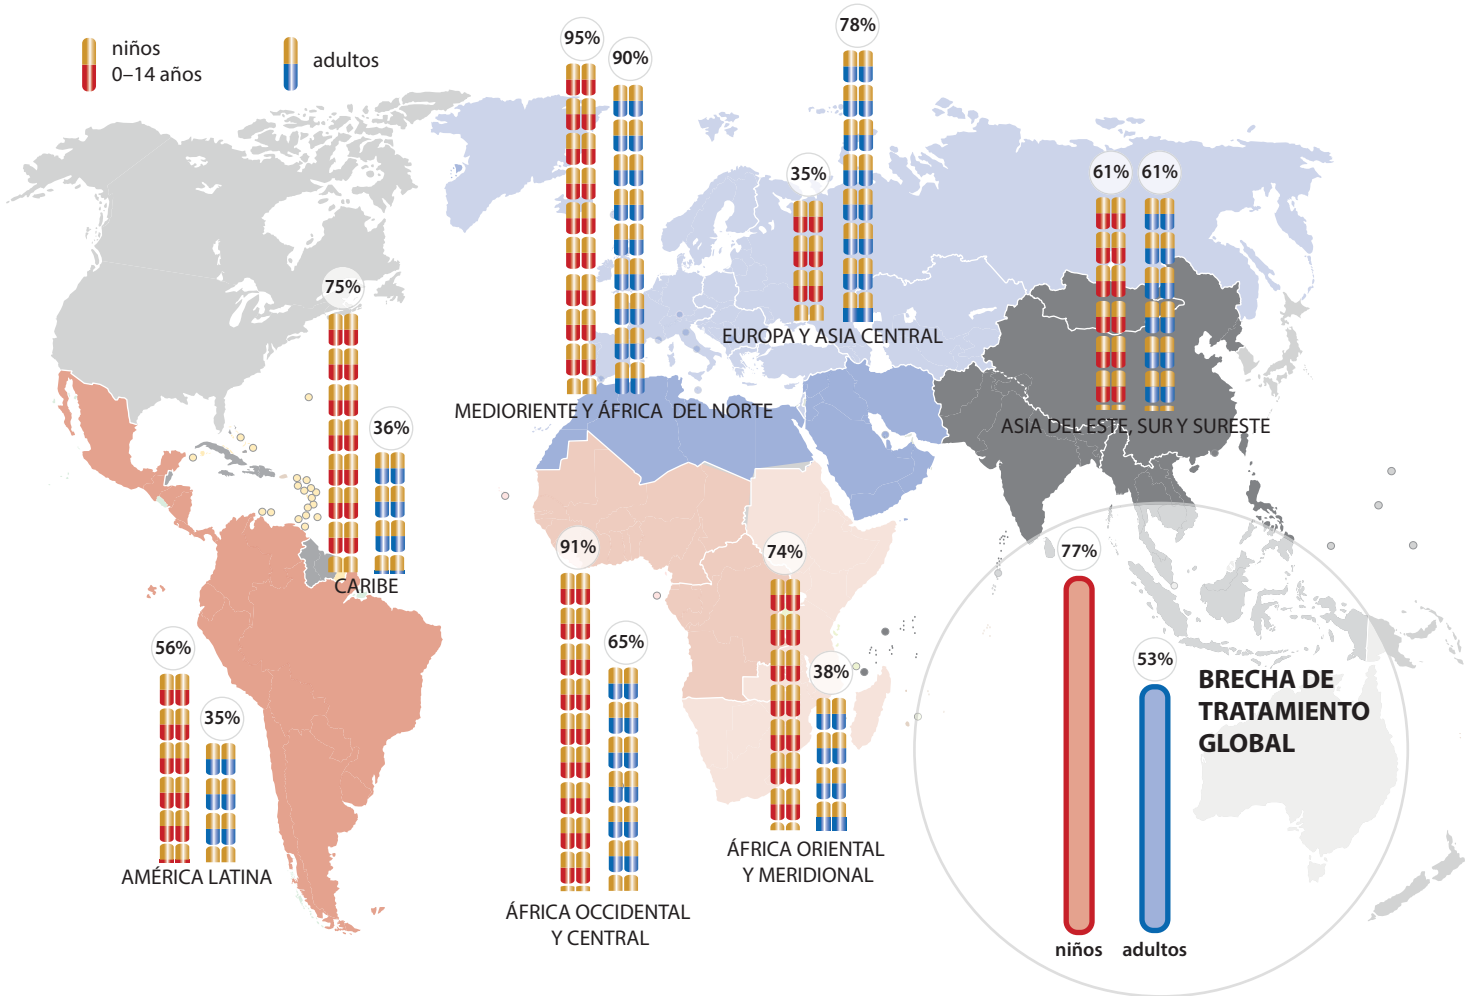 niños
0–14 años
adultos
95%
90%
MEDIORIENTE Y ÁFRICA DEL NORTE
35%
78%
EUROPA Y ASIA CENTRAL
61%
61%
ASIA DEL ESTE, SUR Y SURESTE
75%
36%
CARIBE
56%
35%
AMÉRICA LATINA
91%
65%
ÁFRICA OCCIDENTAL
Y CENTRAL
74%
38%
ÁFRICA ORIENTAL
Y MERIDIONAL
77%
53%
BRECHA DE
TRATAMIENTO
GLOBAL
niños
adultos